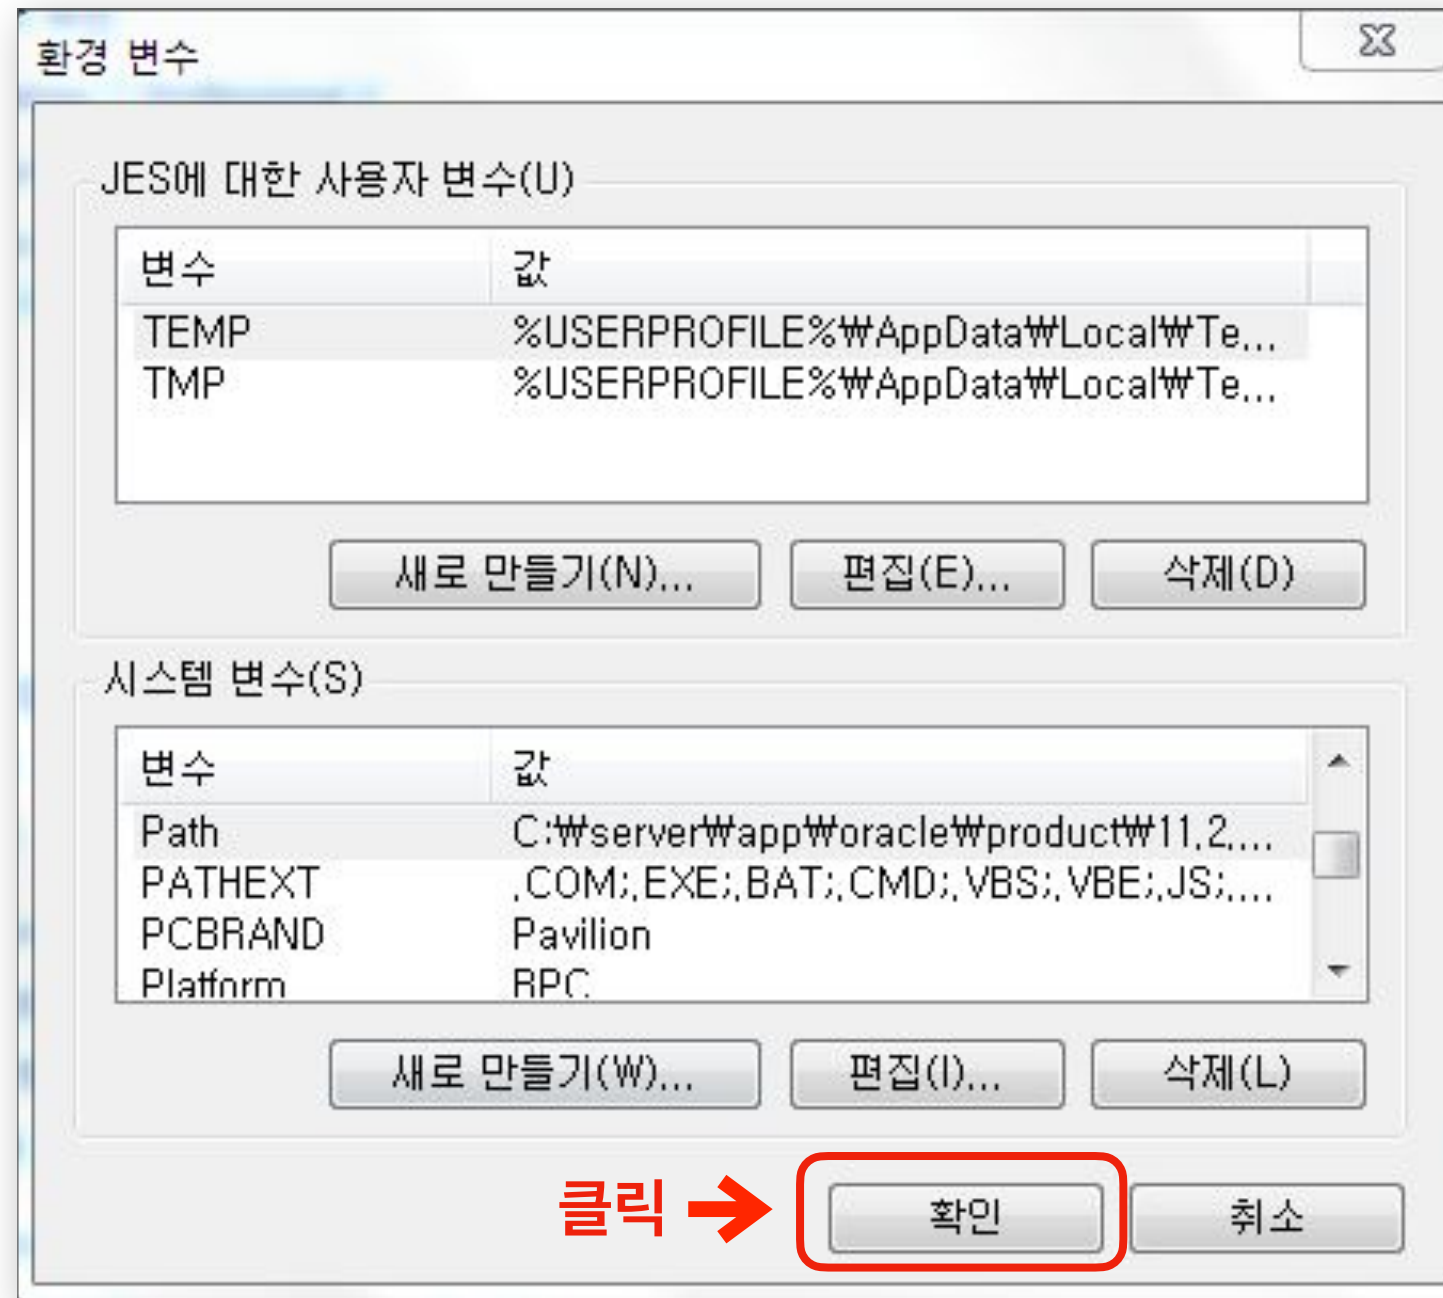 환경 변수
JES에 대한 사용자 변수(U)
변수 값
TEMP %USERPROFILE%₩AppData₩Local₩Te...
TMP %USERPROFILE%₩AppData₩Local₩Te...
새로 만들기(N)... 편집(E)... 삭제(D)
시스템 변수(S)
변수 값
Path C:₩server₩app₩oracle₩product₩11.2....
PATHEXT .COM;.EXE;.BAT;.CMD;.VBS;.VBE;.JS;....
PCBRAND Pavilion
Platform BPC
새로 만들기(W)... 편집(I)... 삭제(L)
클릭 → 확인 취소